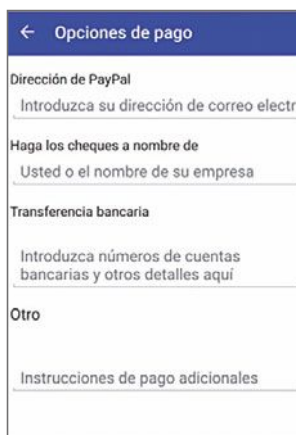 ← Opciones de pago
Dirección de PayPal
Introduzca su dirección de correo electr
Haga los cheques a nombre de
Usted o el nombre de su empresa
Transferencia bancaria
Introduzca números de cuentas
bancarias y otros detalles aquí
Otro
Instrucciones de pago adicionales